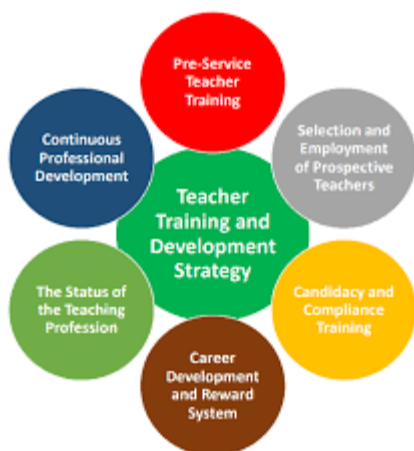 Pre-Service
Teacher
Training
Selection and
Employment
of Prospective
Teachers
Candidacy and
Compliance
Training
Career
Development
and Reward
System
The Status of
the Teaching
Profession
Continuous
Professional
Development
Teacher
Training and
Development
Strategy